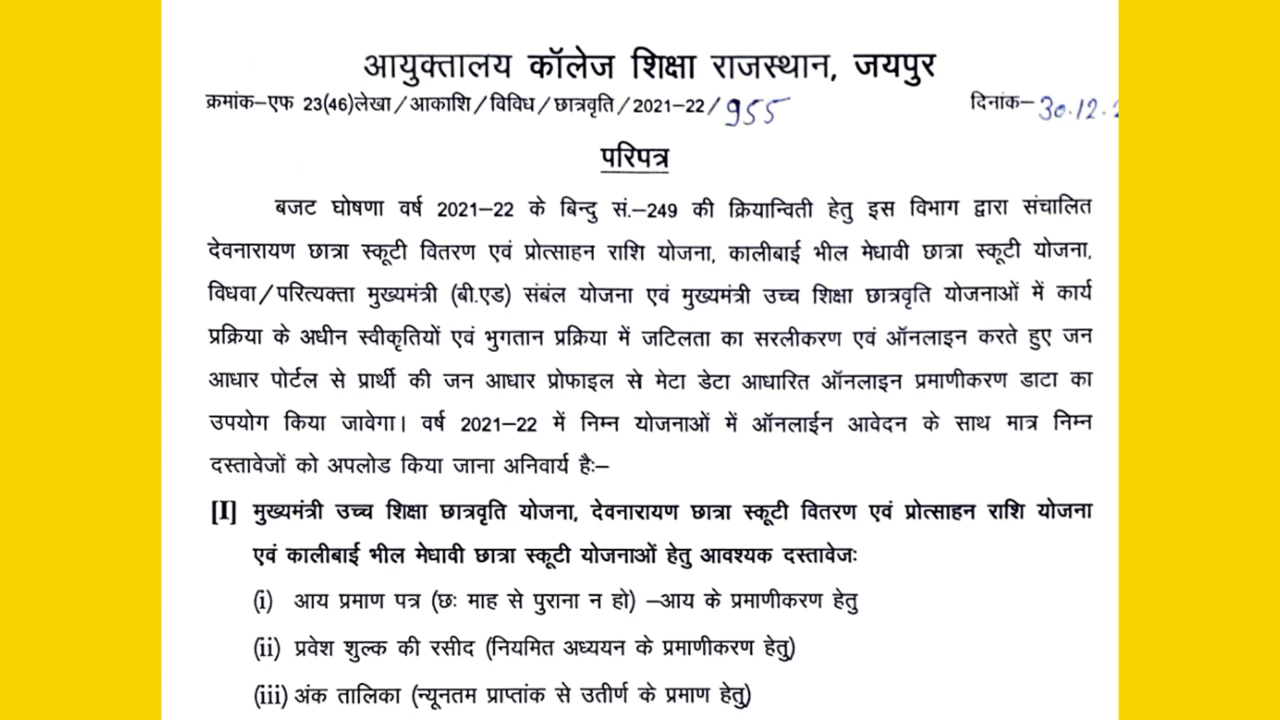 आयुक्तालय कॉलेज शिक्षा राजस्थान, जयपुर
क्रमांक–एफ 23(46)लेखा/आकाशि/विविध/छात्रवृति/2021–22/955 दिनांक–30.12.
परिपत्र
बजट घोषणा वर्ष 2021–22 के बिन्दु सं.–249 की क्रियान्विती हेतु इस विभाग द्वारा संचालित
देवनारायण छात्रा स्कूटी वितरण एवं प्रोत्साहन राशि योजना, कालीबाई भील मेधावी छात्रा स्कूटी योजना,
विधवा/परित्यक्ता मुख्यमंत्री (बी.एड) संबंल योजना एवं मुख्यमंत्री उच्च शिक्षा छात्रवृति योजनाओं में कार्य
प्रक्रिया के अधीन स्वीकृतियों एवं भुगतान प्रक्रिया में जटिलता का सरलीकरण एवं ऑनलाइन करते हुए जन
आधार पोर्टल से प्रार्थी की जन आधार प्रोफाइल से मेटा डेटा आधारित ऑनलाइन प्रमाणीकरण डाटा का
उपयोग किया जावेगा। वर्ष 2021–22 में निम्न योजनाओं में ऑनलाईन आवेदन के साथ मात्र निम्न
दस्तावेजों को अपलोड किया जाना अनिवार्य है:–
[I] मुख्यमंत्री उच्च शिक्षा छात्रवृति योजना, देवनारायण छात्रा स्कूटी वितरण एवं प्रोत्साहन राशि योजना
एवं कालीबाई भील मेधावी छात्रा स्कूटी योजनाओं हेतु आवश्यक दस्तावेजः
(i) आय प्रमाण पत्र (छः माह से पुराना न हो) –आय के प्रमाणीकरण हेतु
(ii) प्रवेश शुल्क की रसीद (नियमित अध्ययन के प्रमाणीकरण हेतु)
(iii) अंक तालिका (न्यूनतम प्राप्तांक से उतीर्ण के प्रमाण हेतु)